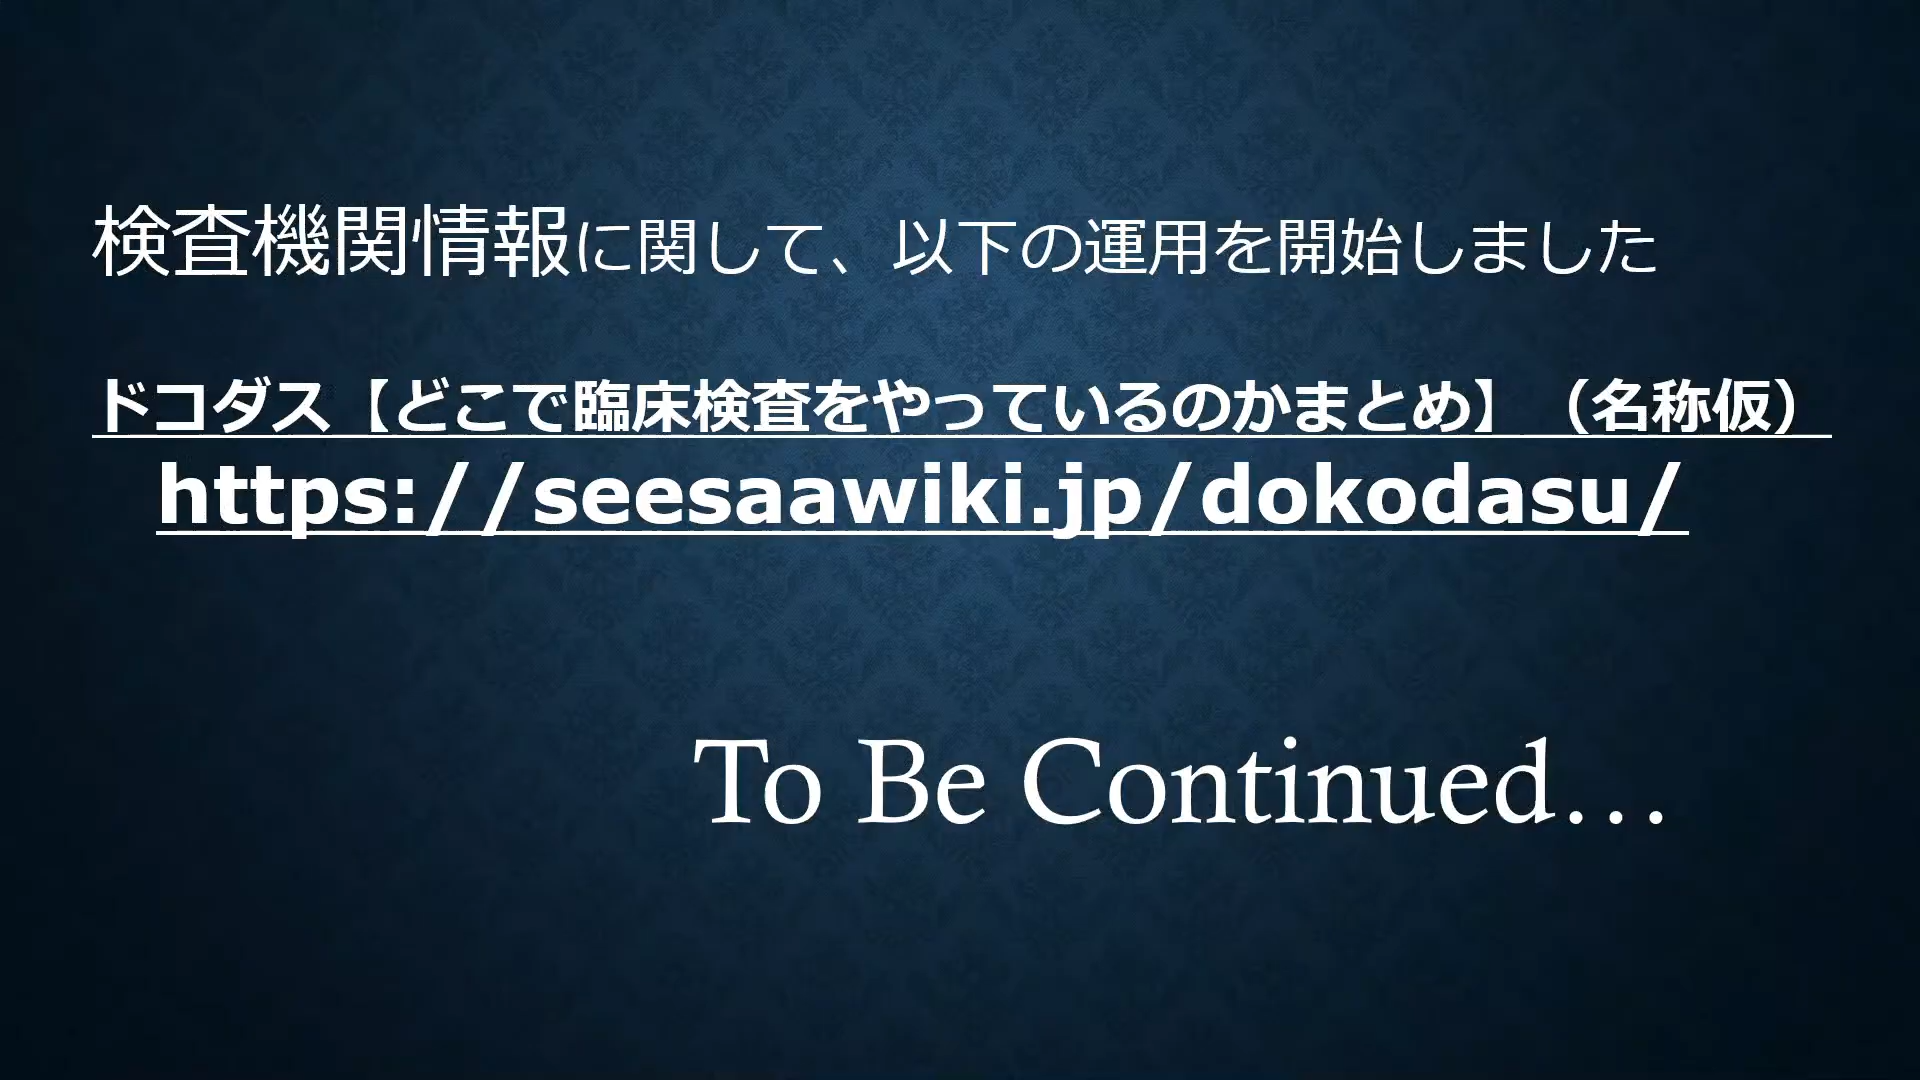 検査機関情報に関して、以下の運用を開始しました
ドコダス【どこで臨床検査をやっているのかまとめ】（名称仮）
https://seesaawiki.jp/dokodasu/
To Be Continued…